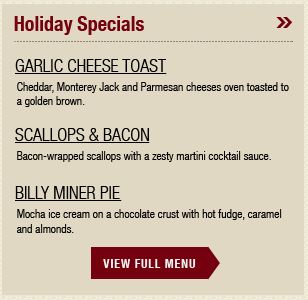 Holiday Specials »
GARLIC CHEESE TOAST
Cheddar, Monterey Jack and Parmesan cheeses oven toasted to
a golden brown.
SCALLOPS & BACON
Bacon-wrapped scallops with a zesty martini cocktail sauce.
BILLY MINER PIE
Mocha ice cream on a chocolate crust with hot fudge, caramel
and almonds.
VIEW FULL MENU